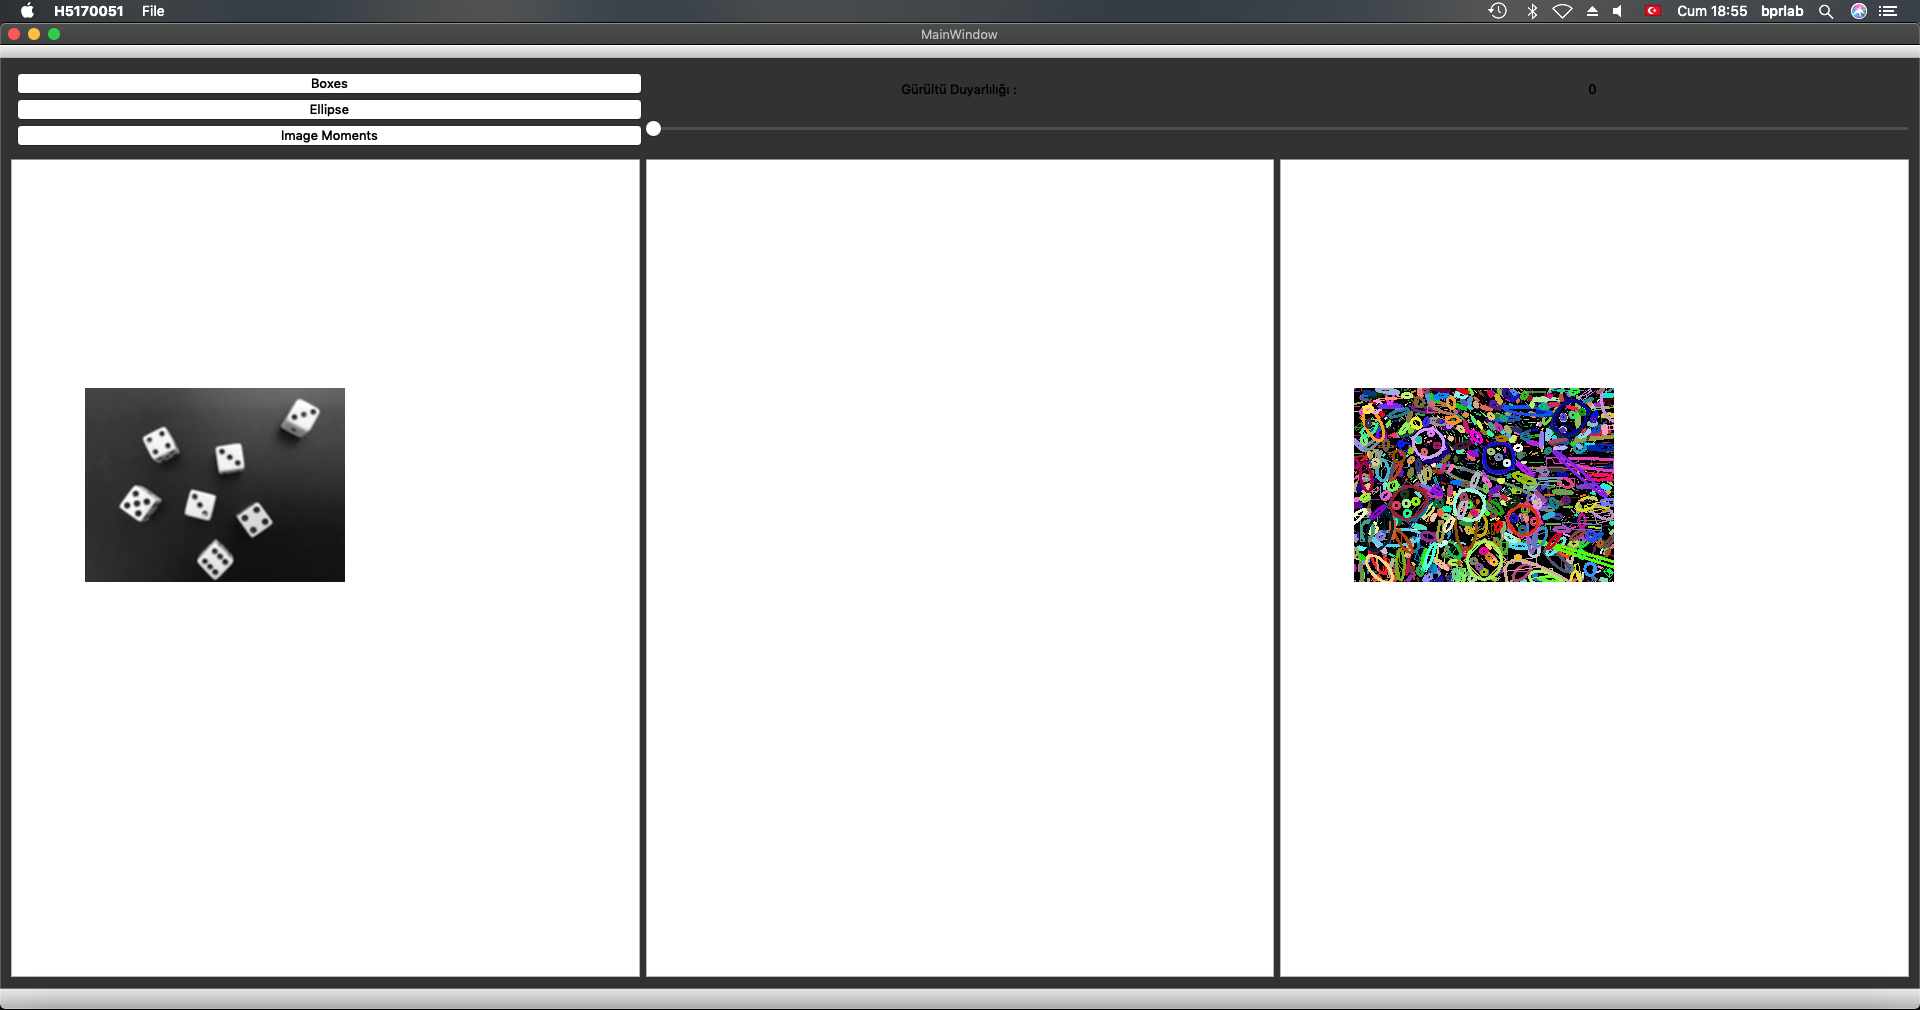 H5170051 File Cum 18:55 bprlab
MainWindow
Boxes
Ellipse
Image Moments
Gürültü Duyarlılığı : 0